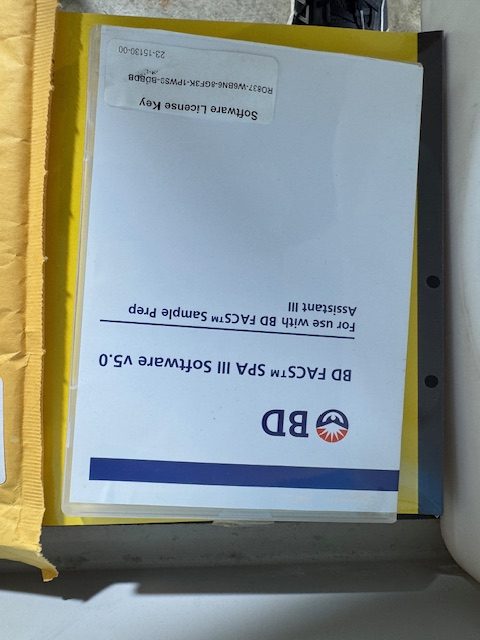 BD
BD FACS™ SPA III Software v5.0
For use with BD FACS™ Sample Prep
Assistant III
Software License Key
23-15130-00